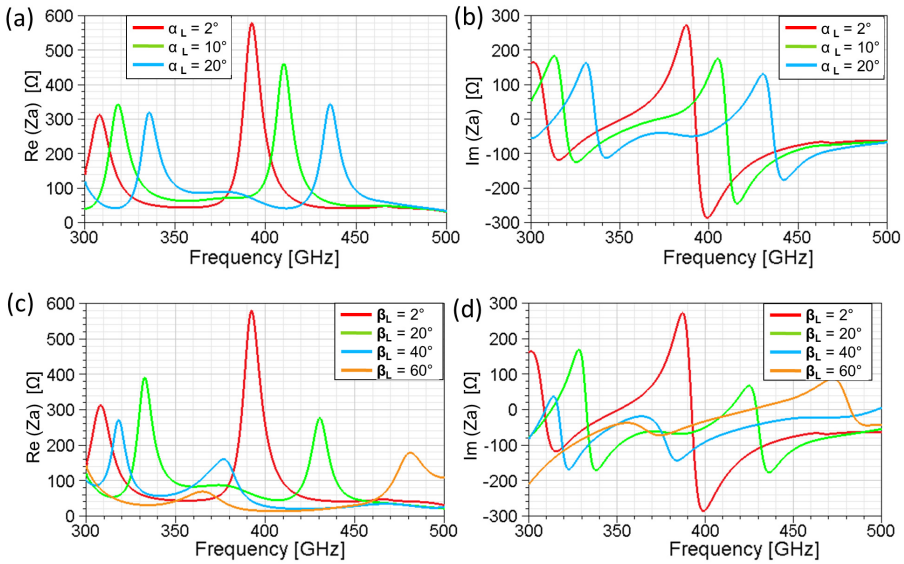 (a)
600
500
400
300
200
100
0
Re (Za) [Ω]
α L = 2°
α L = 10°
α L = 20°
300 350 400 450 500
Frequency [GHz]
(b)
300
200
100
0
-100
-200
-300
Im (Za) [Ω]
α L = 2°
α L = 10°
α L = 20°
300 350 400 450 500
Frequency [GHz]
(c)
600
500
400
300
200
100
0
Re (Za) [Ω]
βL = 2°
βL = 20°
βL = 40°
βL = 60°
300 350 400 450 500
Frequency [GHz]
(d)
300
200
100
0
-100
-200
-300
Im (Za) [Ω]
βL = 2°
βL = 20°
βL = 40°
βL = 60°
300 350 400 450 500
Frequency [GHz]